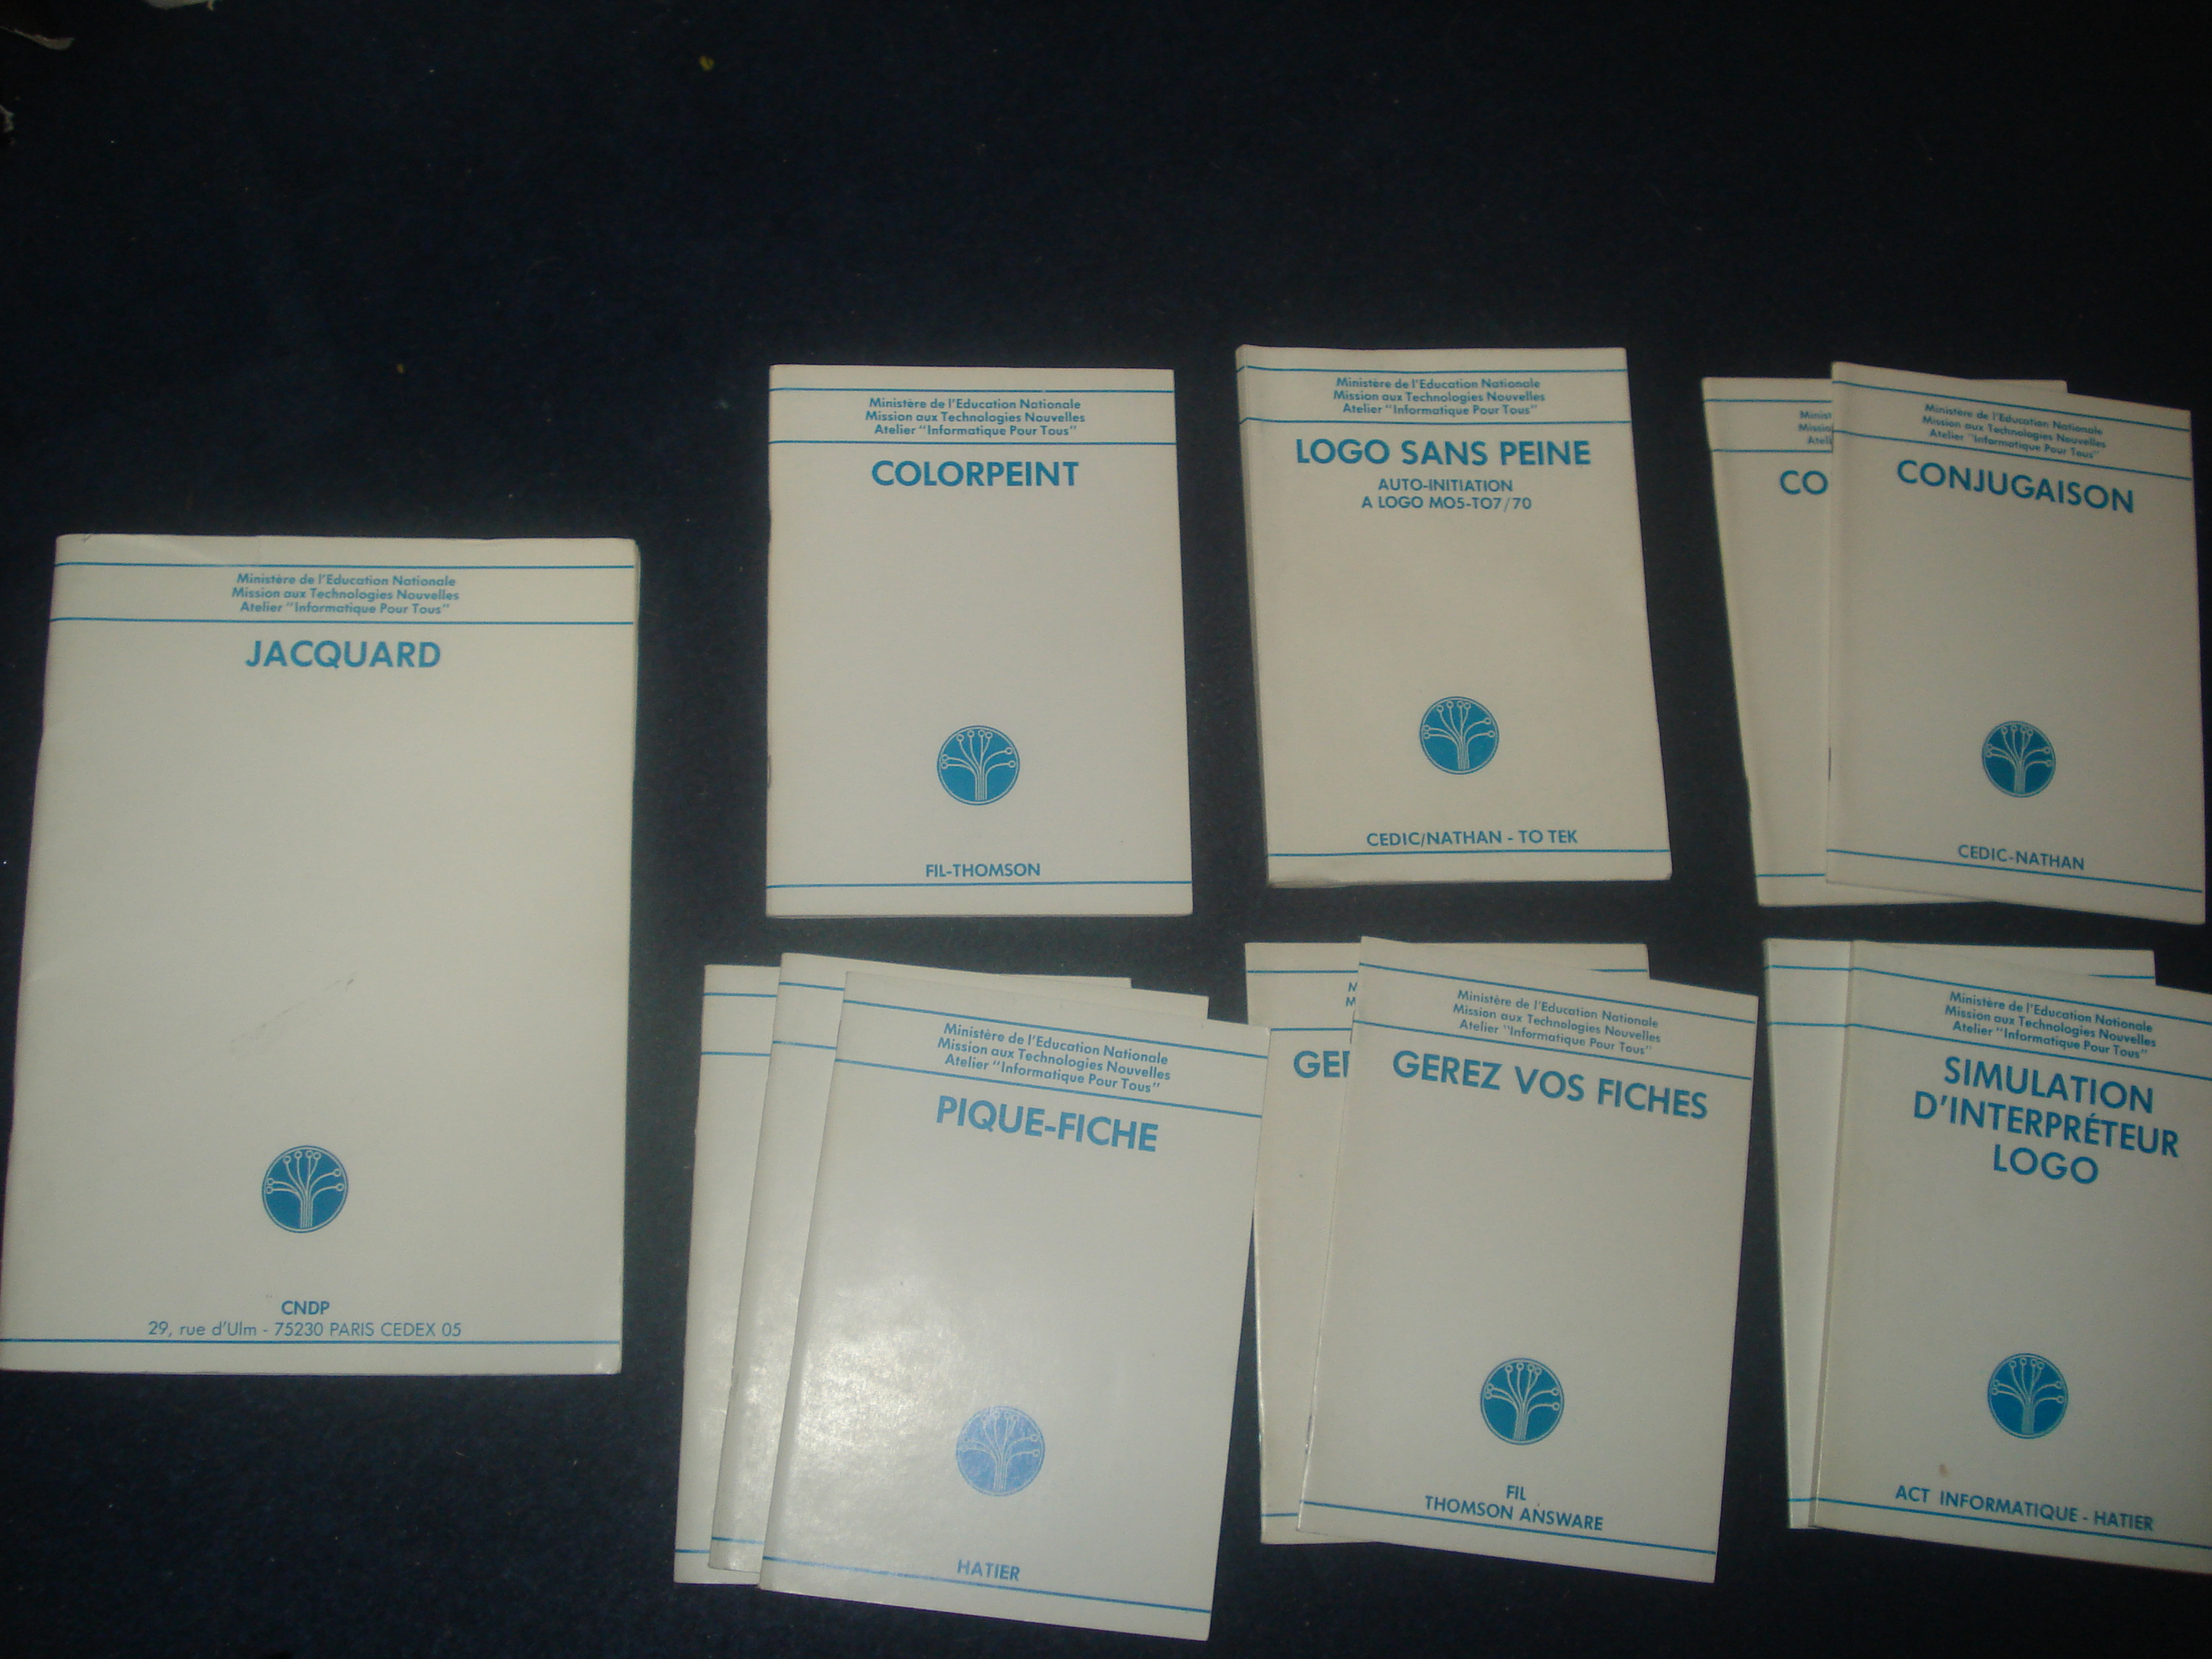 Ministère de l'Education Nationale
Mission aux Technologies Nouvelles
Atelier "Informatique Pour Tous"
JACQUARD
CNDP
29, rue d'Ulm - 75230 PARIS CEDEX 05
Ministère de l'Education Nationale
Mission aux Technologies Nouvelles
Atelier "Informatique Pour Tous"
COLORPEINT
FIL-THOMSON
Ministère de l'Education Nationale
Mission aux Technologies Nouvelles
Atelier "Informatique Pour Tous"
LOGO SANS PEINE
AUTO-INITIATION
A LOGO MO5-TO7/70
CEDIC/NATHAN - TO TEK
Minist
Mission
Ateli
CO
Ministère de l'Education Nationale
Mission aux Technologies Nouvelles
Atelier "Informatique Pour Tous"
CONJUGAISON
CEDIC-NATHAN
Ministère de l'Education Nationale
Mission aux Technologies Nouvelles
Atelier "Informatique Pour Tous"
PIQUE-FICHE
HATIER
M
M
GE
Ministère de l'Education Nationale
Mission aux Technologies Nouvelles
Atelier "Informatique Pour Tous"
GEREZ VOS FICHES
FIL
THOMSON ANSWARE
Ministère de l'Education Nationale
Mission aux Technologies Nouvelles
Atelier "Informatique Pour Tous"
SIMULATION
D'INTERPRÉTEUR
LOGO
ACT INFORMATIQUE - HATIER